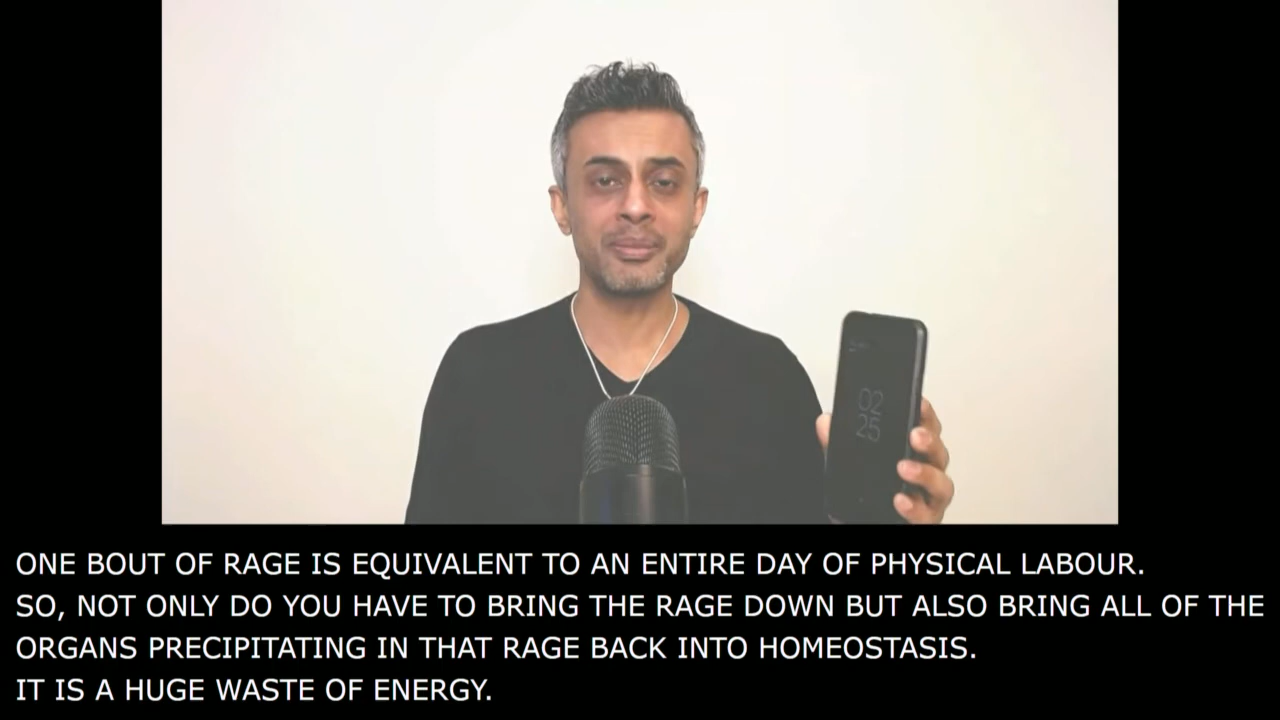 02
25
ONE BOUT OF RAGE IS EQUIVALENT TO AN ENTIRE DAY OF PHYSICAL LABOUR.
SO, NOT ONLY DO YOU HAVE TO BRING THE RAGE DOWN BUT ALSO BRING ALL OF THE
ORGANS PRECIPITATING IN THAT RAGE BACK INTO HOMEOSTASIS.
IT IS A HUGE WASTE OF ENERGY.